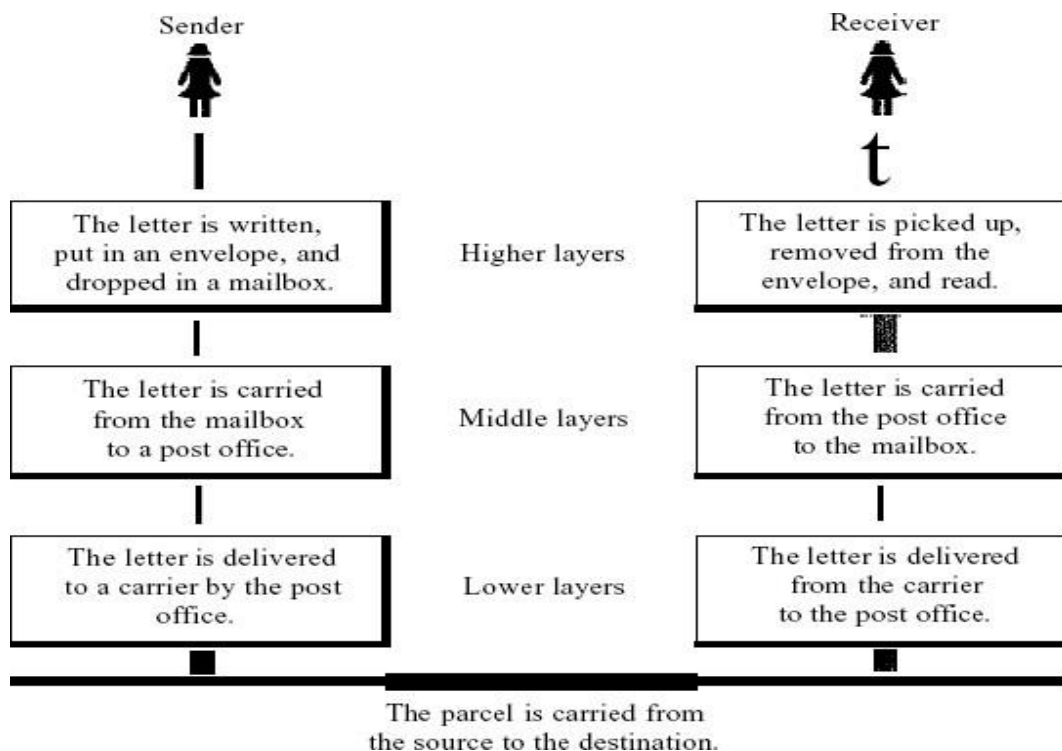 Sender
Receiver
t
The letter is written,
put in an envelope, and
dropped in a mailbox.
Higher layers
The letter is picked up,
removed from the
envelope, and read.
The letter is carried
from the mailbox
to a post office.
Middle layers
The letter is carried
from the post office
to the mailbox.
The letter is delivered
to a carrier by the post
office.
Lower layers
The letter is delivered
from the carrier
to the post office.
The parcel is carried from
the source to the destination.